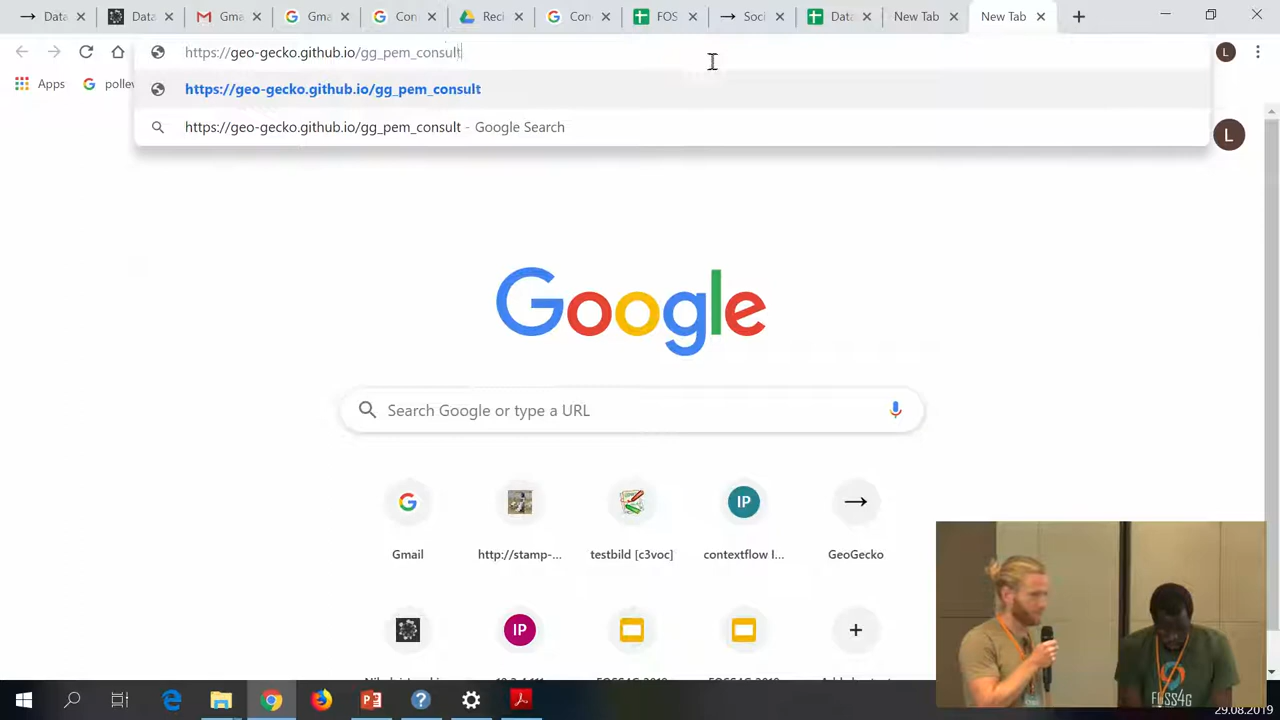 Data
Data
Gma
Gma
Con
Reci
Con
FOS
Soci
Data
New Tab
New Tab
https://geo-gecko.github.io/gg_pem_consult
L
Apps
pollev
https://geo-gecko.github.io/gg_pem_consult
https://geo-gecko.github.io/gg_pem_consult - Google Search
L
Google
Search Google or type a URL
IP
Gmail
http://stamp-...
testbild [c3voc]
contextflow I...
GeoGecko
IP
FOSS4G
29.08.2019